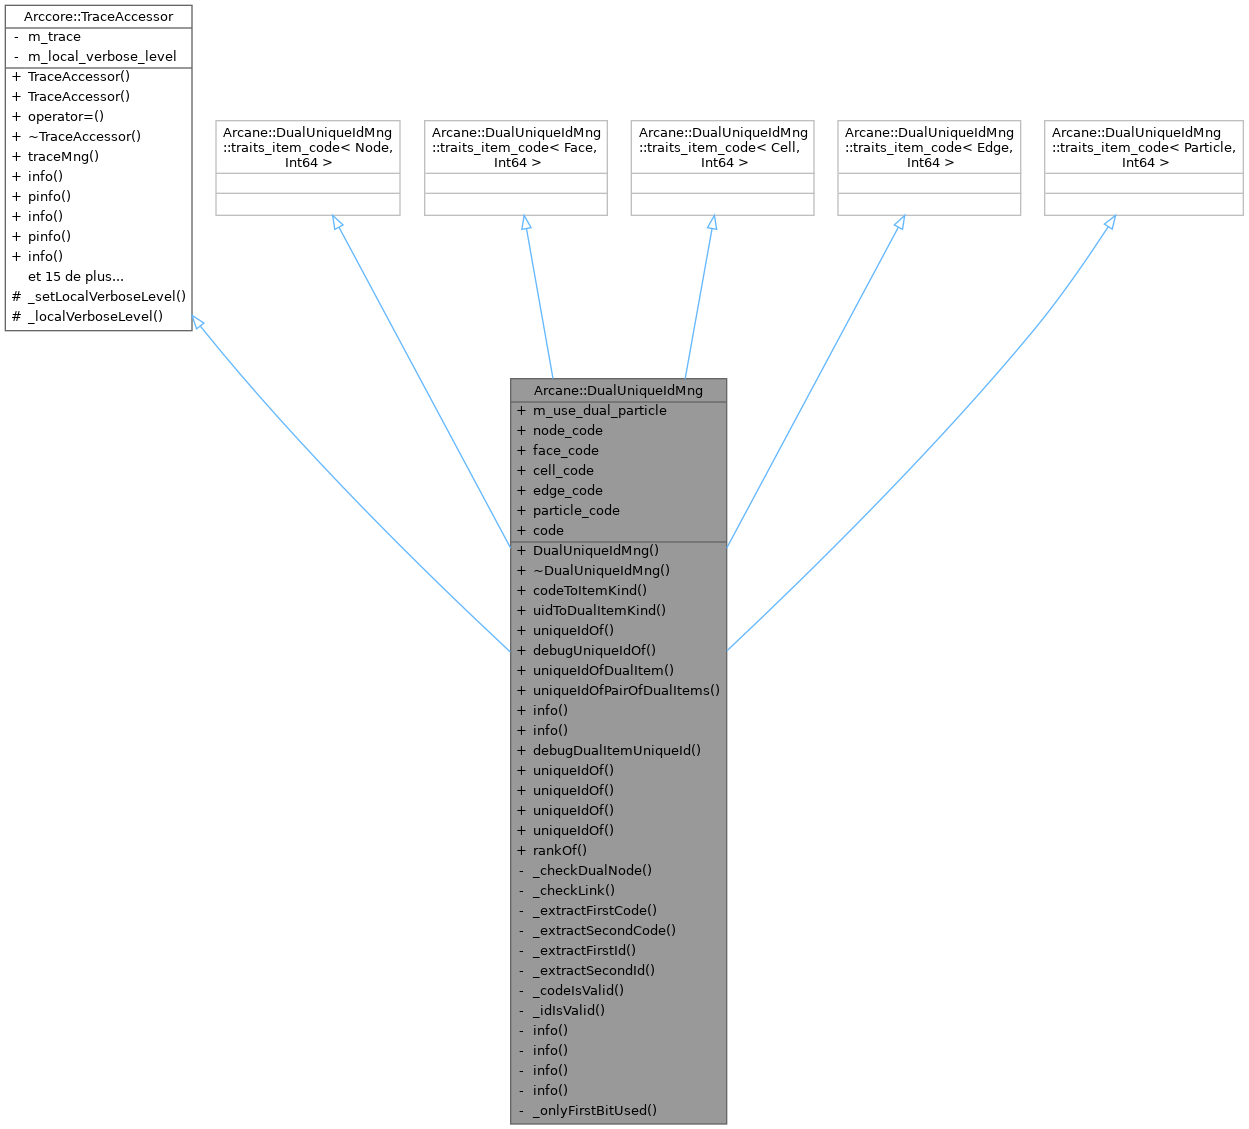 Arccore::TraceAccessor
- m_trace
- m_local_verbose_level
+ TraceAccessor()
+ TraceAccessor()
+ operator=()
+ ~TraceAccessor()
+ traceMng()
+ info()
+ pinfo()
+ info()
+ pinfo()
+ info()
et 15 de plus...
# _setLocalVerboseLevel()
# _localVerboseLevel()
Arcane::DualUniqueIdMng
::traits_item_code< Node,
Int64 >
Arcane::DualUniqueIdMng
::traits_item_code< Face,
Int64 >
Arcane::DualUniqueIdMng
::traits_item_code< Cell,
Int64 >
Arcane::DualUniqueIdMng
::traits_item_code< Edge,
Int64 >
Arcane::DualUniqueIdMng
::traits_item_code< Particle,
Int64 >
Arcane::DualUniqueIdMng
+ m_use_dual_particle
+ node_code
+ face_code
+ cell_code
+ edge_code
+ particle_code
+ code
+ DualUniqueIdMng()
+ ~DualUniqueIdMng()
+ codeToItemKind()
+ uidToDualItemKind()
+ uniqueIdOf()
+ debugUniqueIdOf()
+ uniqueIdOfDualItem()
+ uniqueIdOfPairOfDualItems()
+ info()
+ info()
+ debugDualItemUniqueId()
+ uniqueIdOf()
+ uniqueIdOf()
+ uniqueIdOf()
+ uniqueIdOf()
+ rankOf()
- _checkDualNode()
- _checkLink()
- _extractFirstCode()
- _extractSecondCode()
- _extractFirstId()
- _extractSecondId()
- _codeIsValid()
- _idIsValid()
- info()
- info()
- info()
- info()
- _onlyFirstBitUsed()